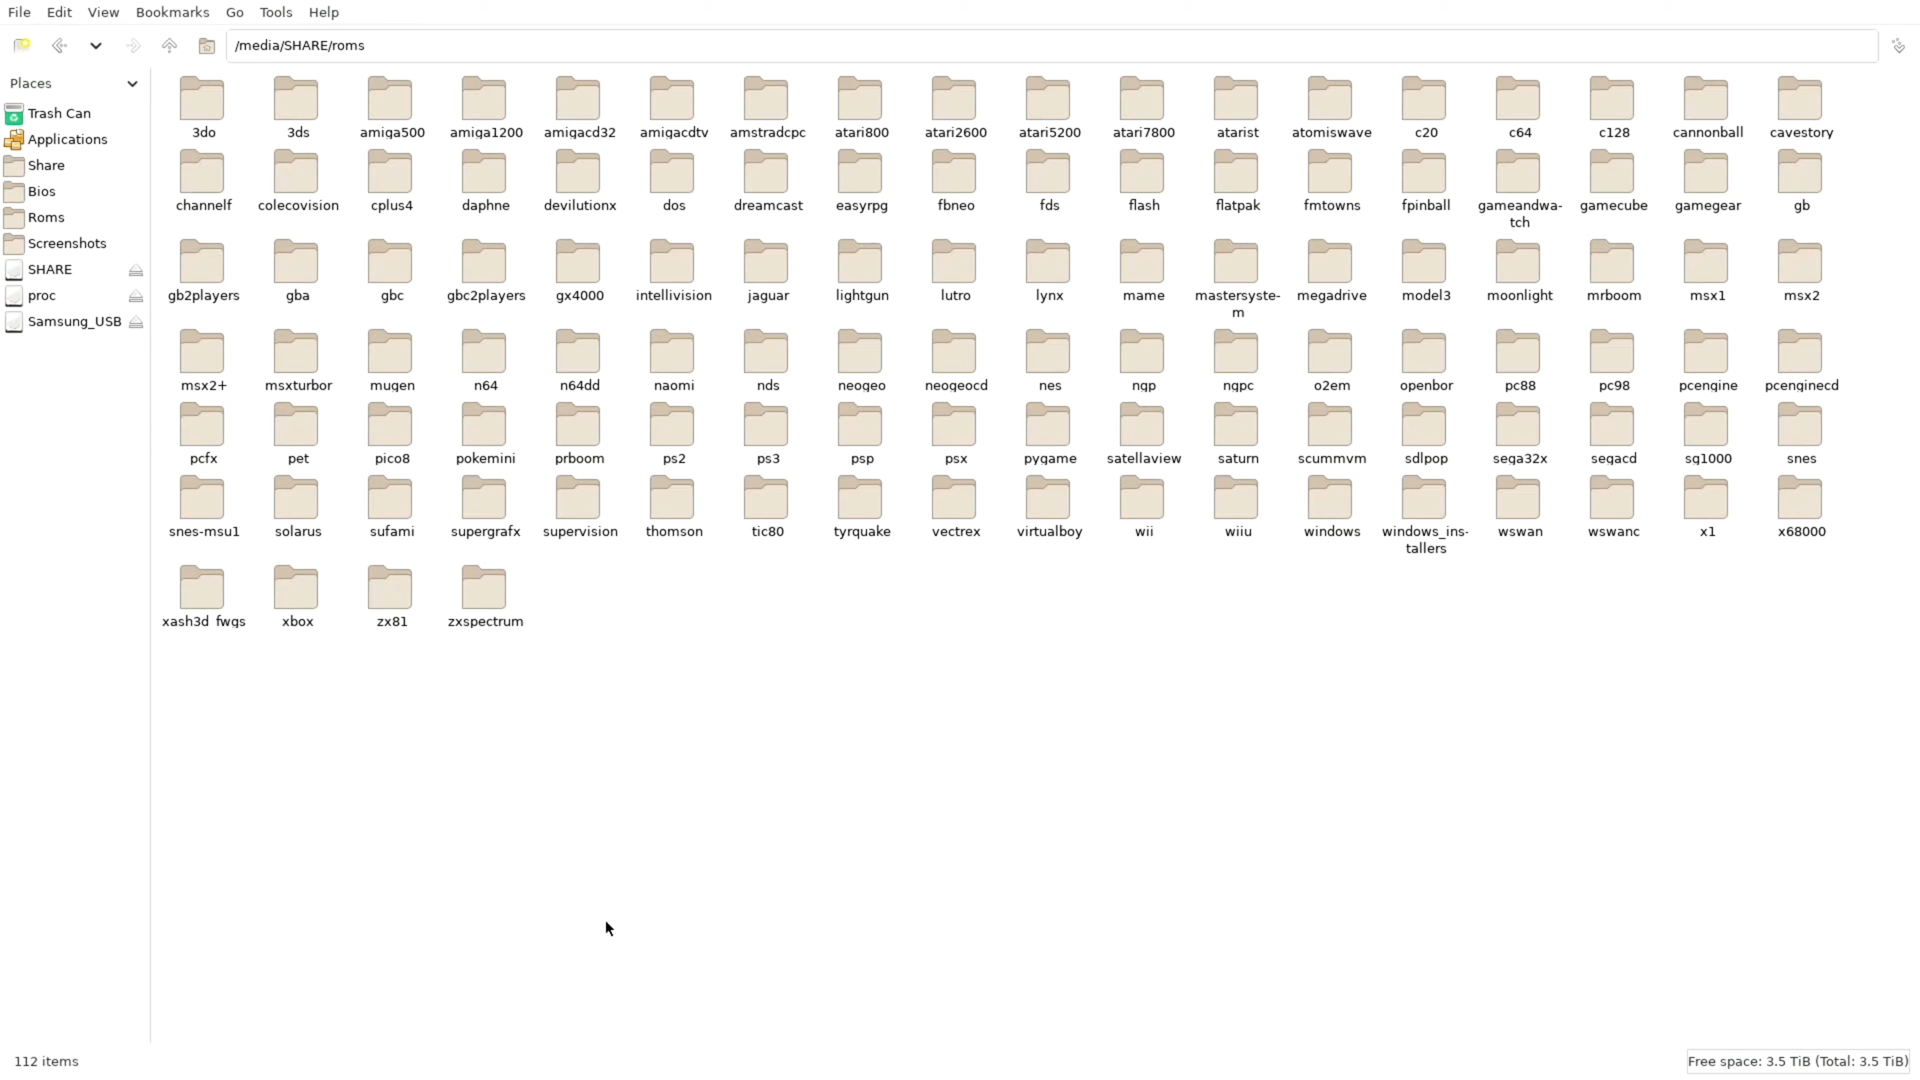 File Edit View Bookmarks Go Tools Help
/media/SHARE/roms
Places
Trash Can
Applications
Share
Bios
Roms
Screenshots
SHARE
proc
Samsung_USB
3do 3ds amiga500 amiga1200 amigacd32 amigacdtv amstradcpc atari800 atari2600 atari5200 atari7800 atarist atomiswave c20 c64 c128 cannonball cavestory
channelf colecovision cplus4 daphne devilutionx dos dreamcast easyrpg fbneo fds flash flatpak fmtowns fpinball gameandwa- gamecube gamegear gb
tch
gb2players gba gbc gbc2players gx4000 intellivision jaguar lightgun lutro lynx mame mastersyste- megadrive model3 moonlight mrboom msx1 msx2
m
msx2+ msxturbor mugen n64 n64dd naomi nds neogeo neogeocd nes ngp ngpc o2em openbor pc88 pc98 pcengine pcenginecd
pcfx pet pico8 pokemini prboom ps2 ps3 psp psx pygame satellaview saturn scummvm sdlpop sega32x segacd sg1000 snes
snes-msu1 solarus sufami supergrafx supervision thomson tic80 tyrquake vectrex virtualboy wii wiiu windows windows_ins- wswan wswanc x1 x68000
tallers
xash3d_fwgs xbox zx81 zxspectrum
112 items
Free space: 3.5 TiB (Total: 3.5 TiB)